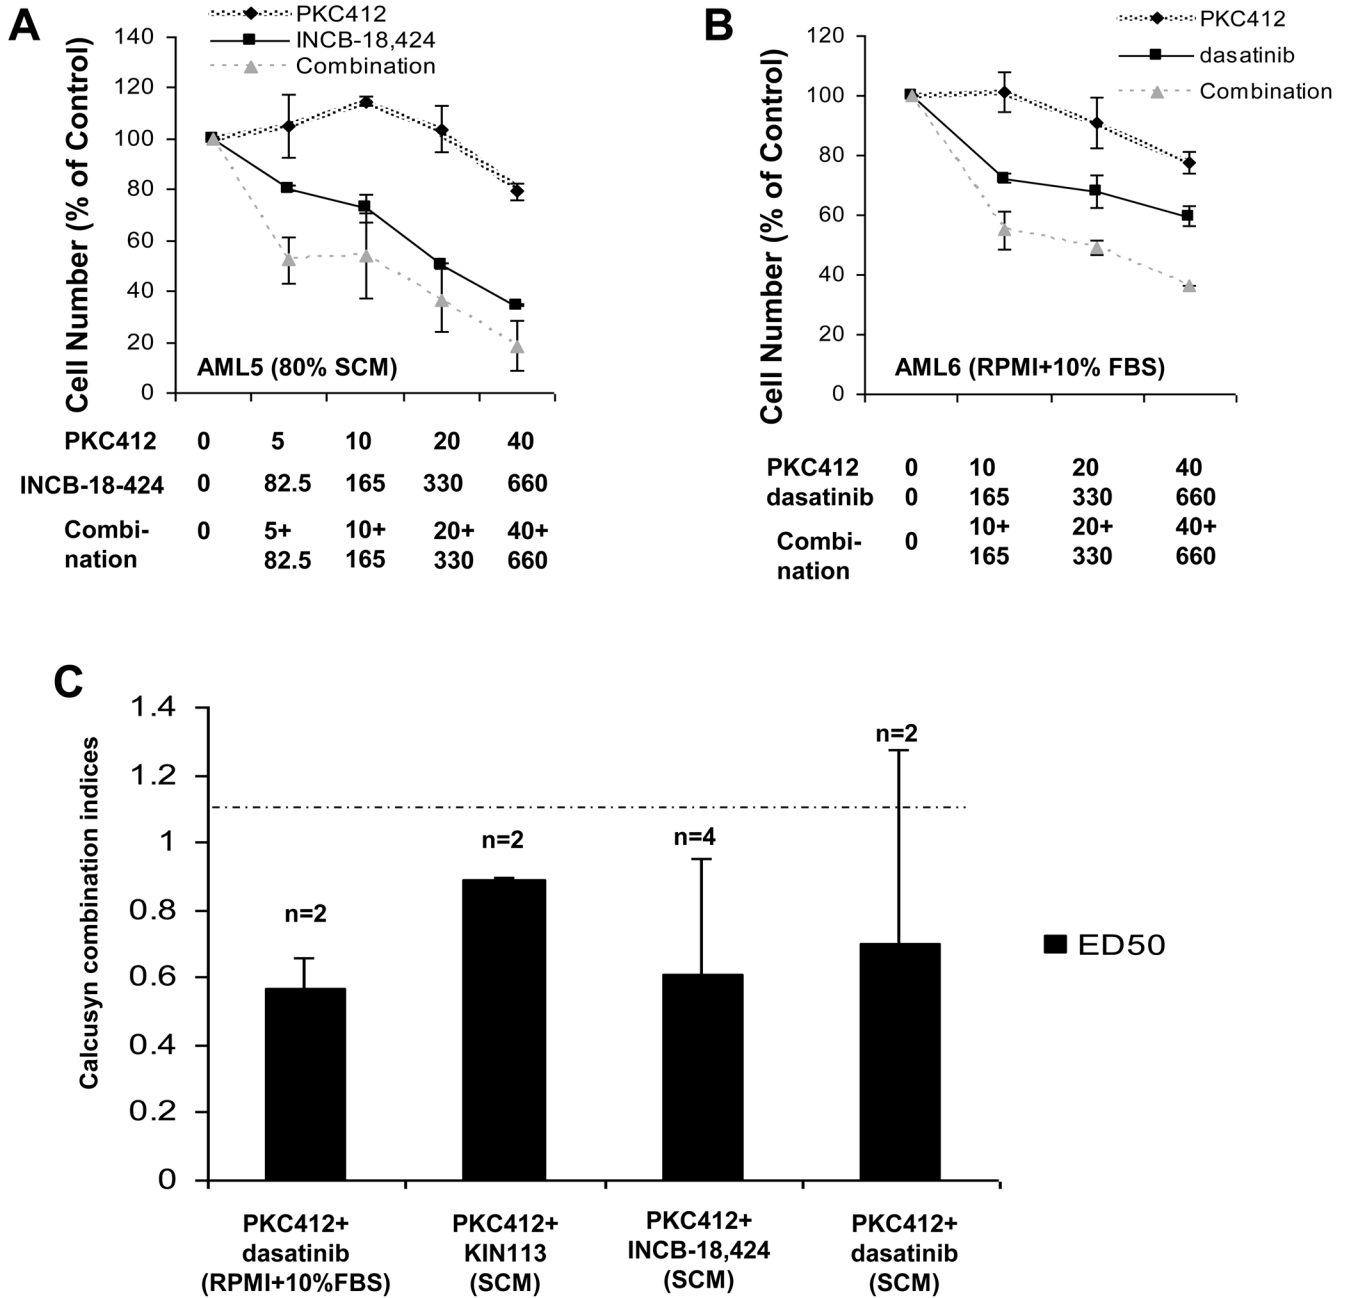 A
PKC412
INCB-18,424
Combination
140
120
100
80
60
40
20
0
Cell Number (% of Control)
AML5 (80% SCM)
PKC412 0 5 10 20 40
INCB-18-424 0 82.5 165 330 660
Combi- 0 5+ 10+ 20+ 40+
nation 82.5 165 330 660
B
PKC412
dasatinib
Combination
120
100
80
60
40
20
0
Cell Number (% of Control)
AML6 (RPMI+10% FBS)
PKC412 0 10 20 40
dasatinib 0 165 330 660
Combi- 0 10+ 20+ 40+
nation 165 330 660
C
1.4
1.2
1
0.8
0.6
0.4
0.2
0
Calcusyn combination indices
n=2
n=2
n=4
n=2
ED50
PKC412+
dasatinib
(RPMI+10%FBS)
PKC412+
KIN113
(SCM)
PKC412+
INCB-18,424
(SCM)
PKC412+
dasatinib
(SCM)